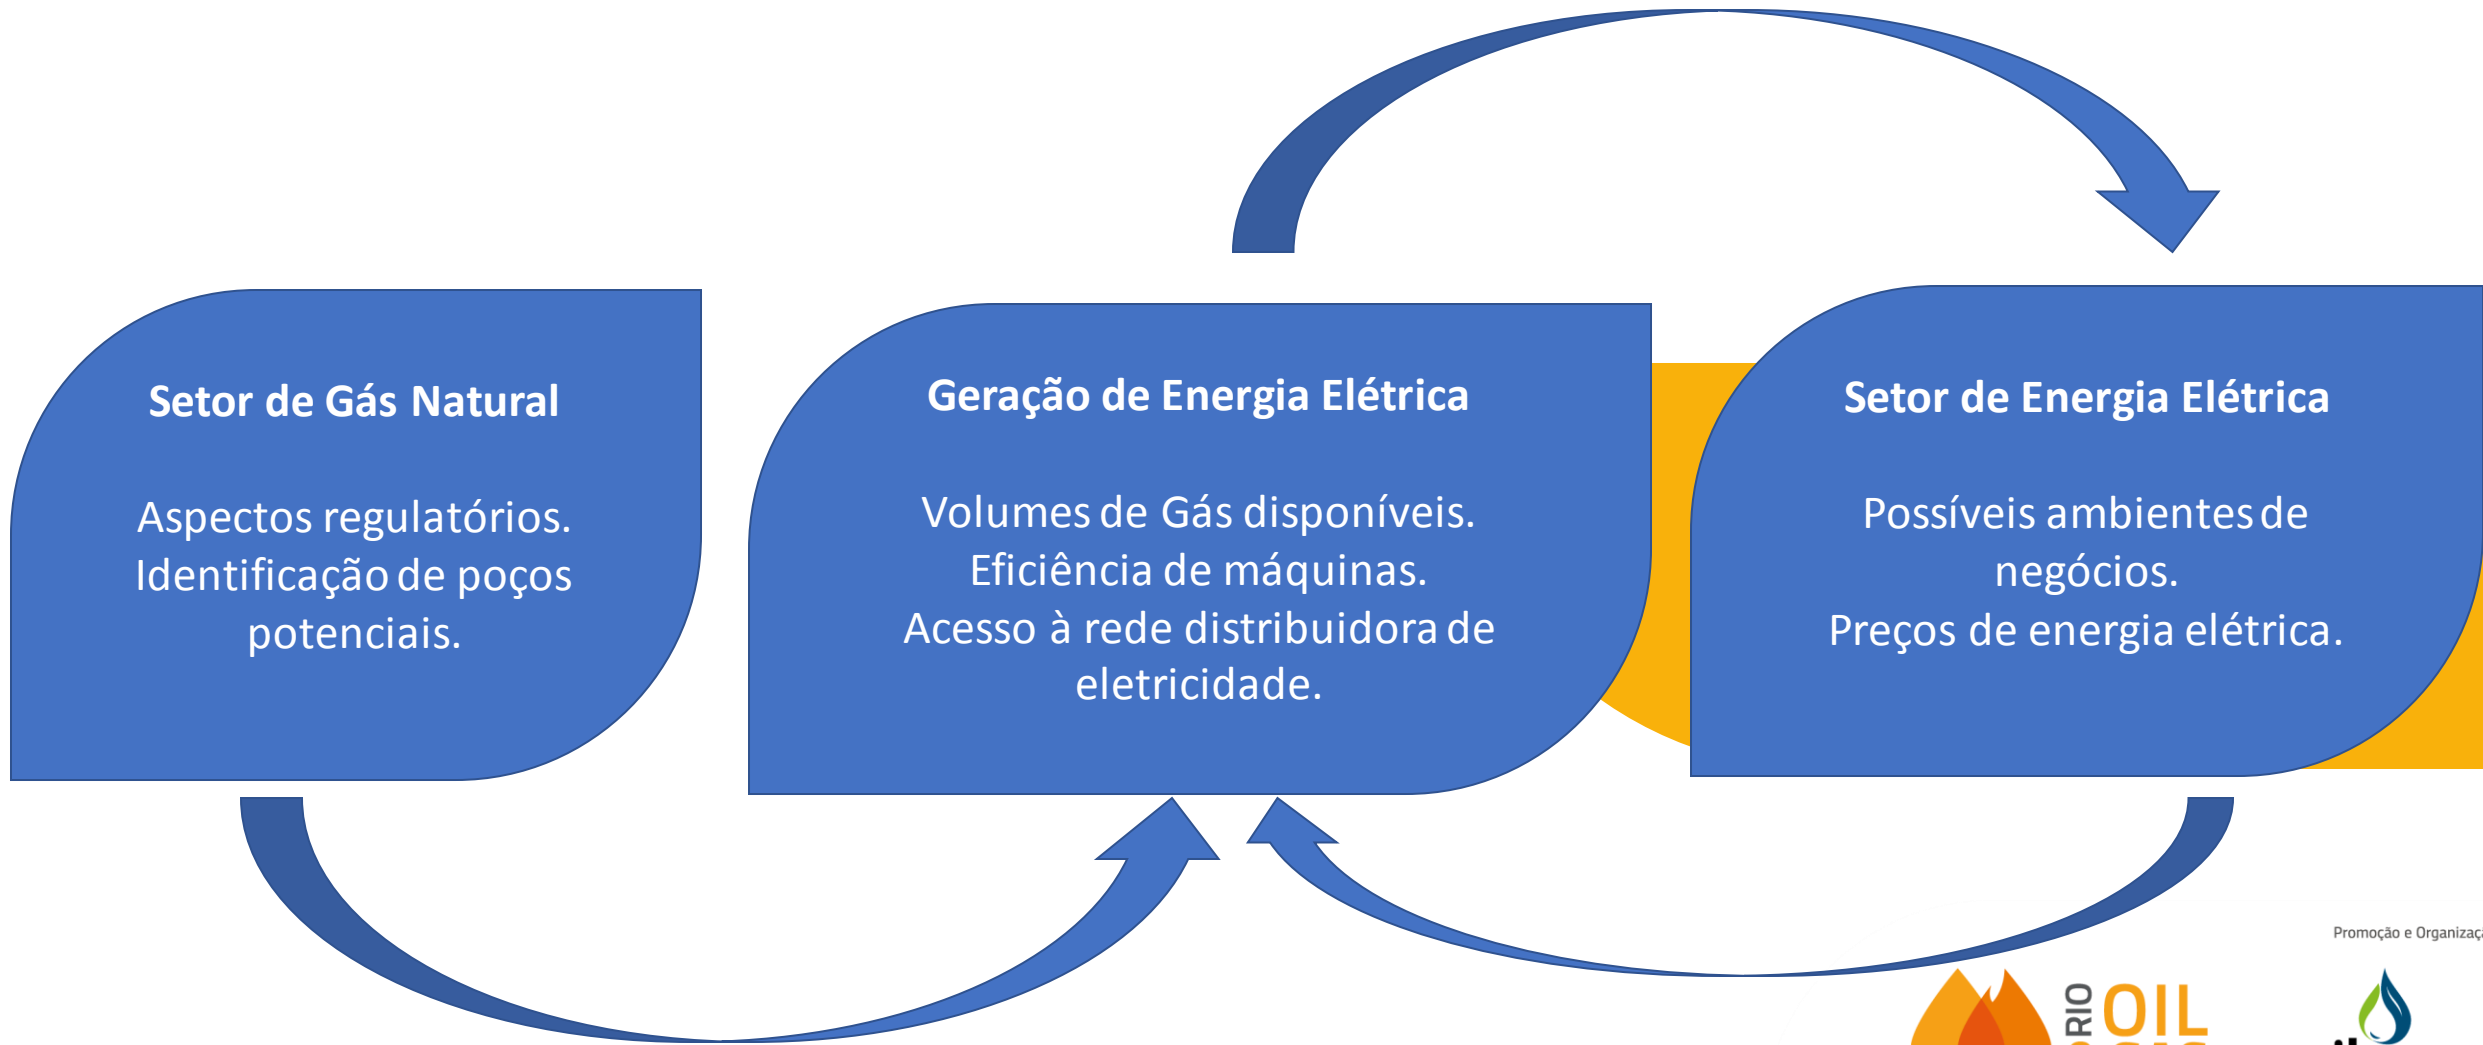 Setor de Gás Natural
Aspectos regulatórios.
Identificação de poços
potenciais.
Geração de Energia Elétrica
Volumes de Gás disponíveis.
Eficiência de máquinas.
Acesso à rede distribuidora de
eletricidade.
Setor de Energia Elétrica
Possíveis ambientes de
negócios.
Preços de energia elétrica.
Promoção e
RIO
OIL